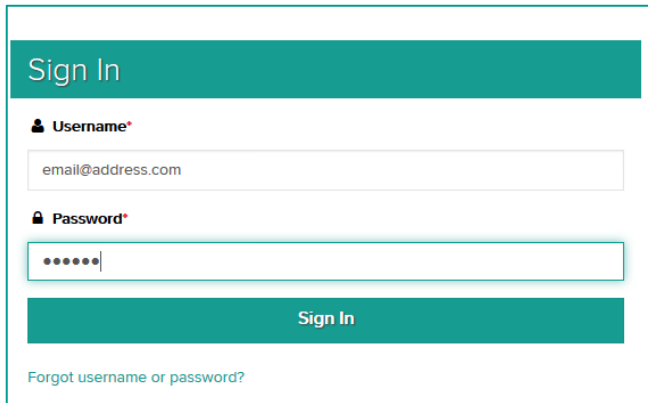 Sign In
Username*
email@address.com
Password*
••••••
Sign In
Forgot username or password?